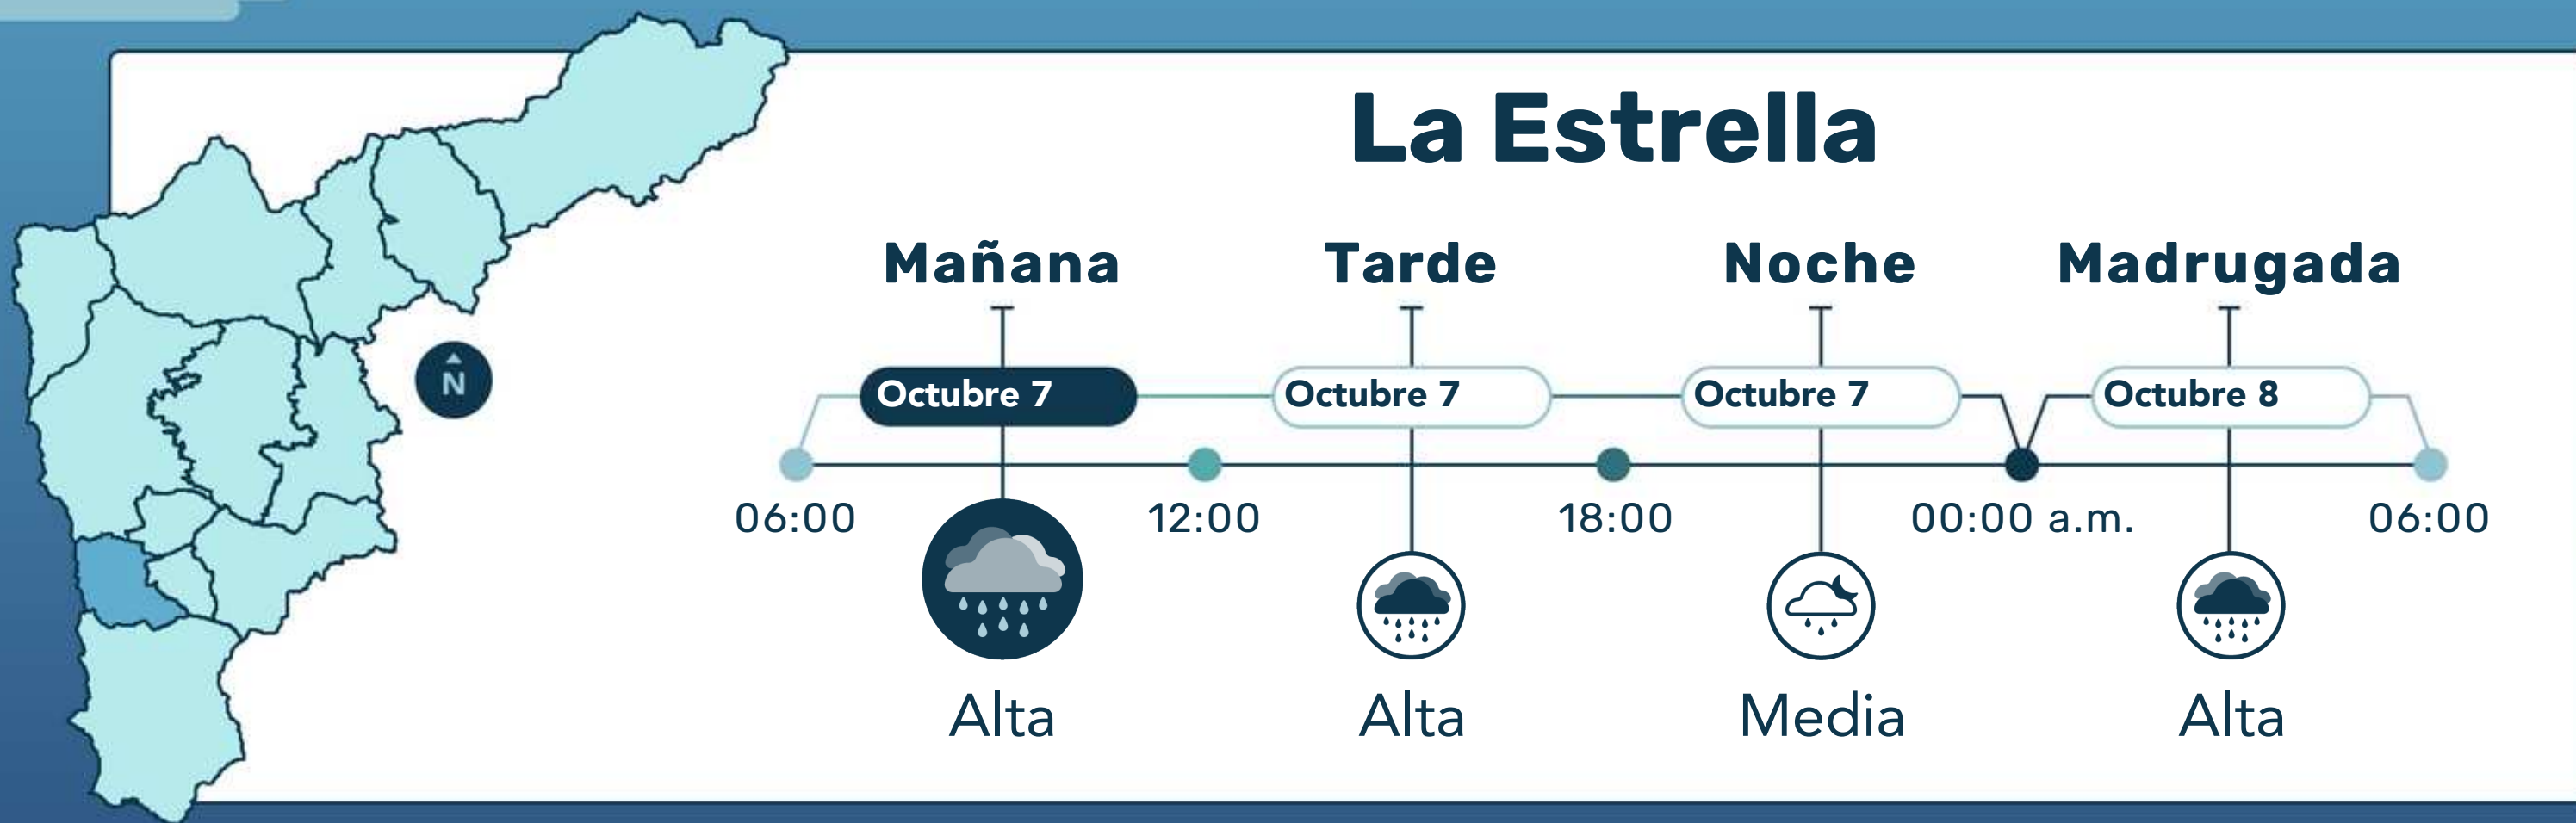 La Estrella
Mañana Tarde Noche Madrugada
N
Octubre 7 Octubre 7 Octubre 7 Octubre 8
06:00 12:00 18:00 00:00 a.m. 06:00
Alta Alta Media Alta